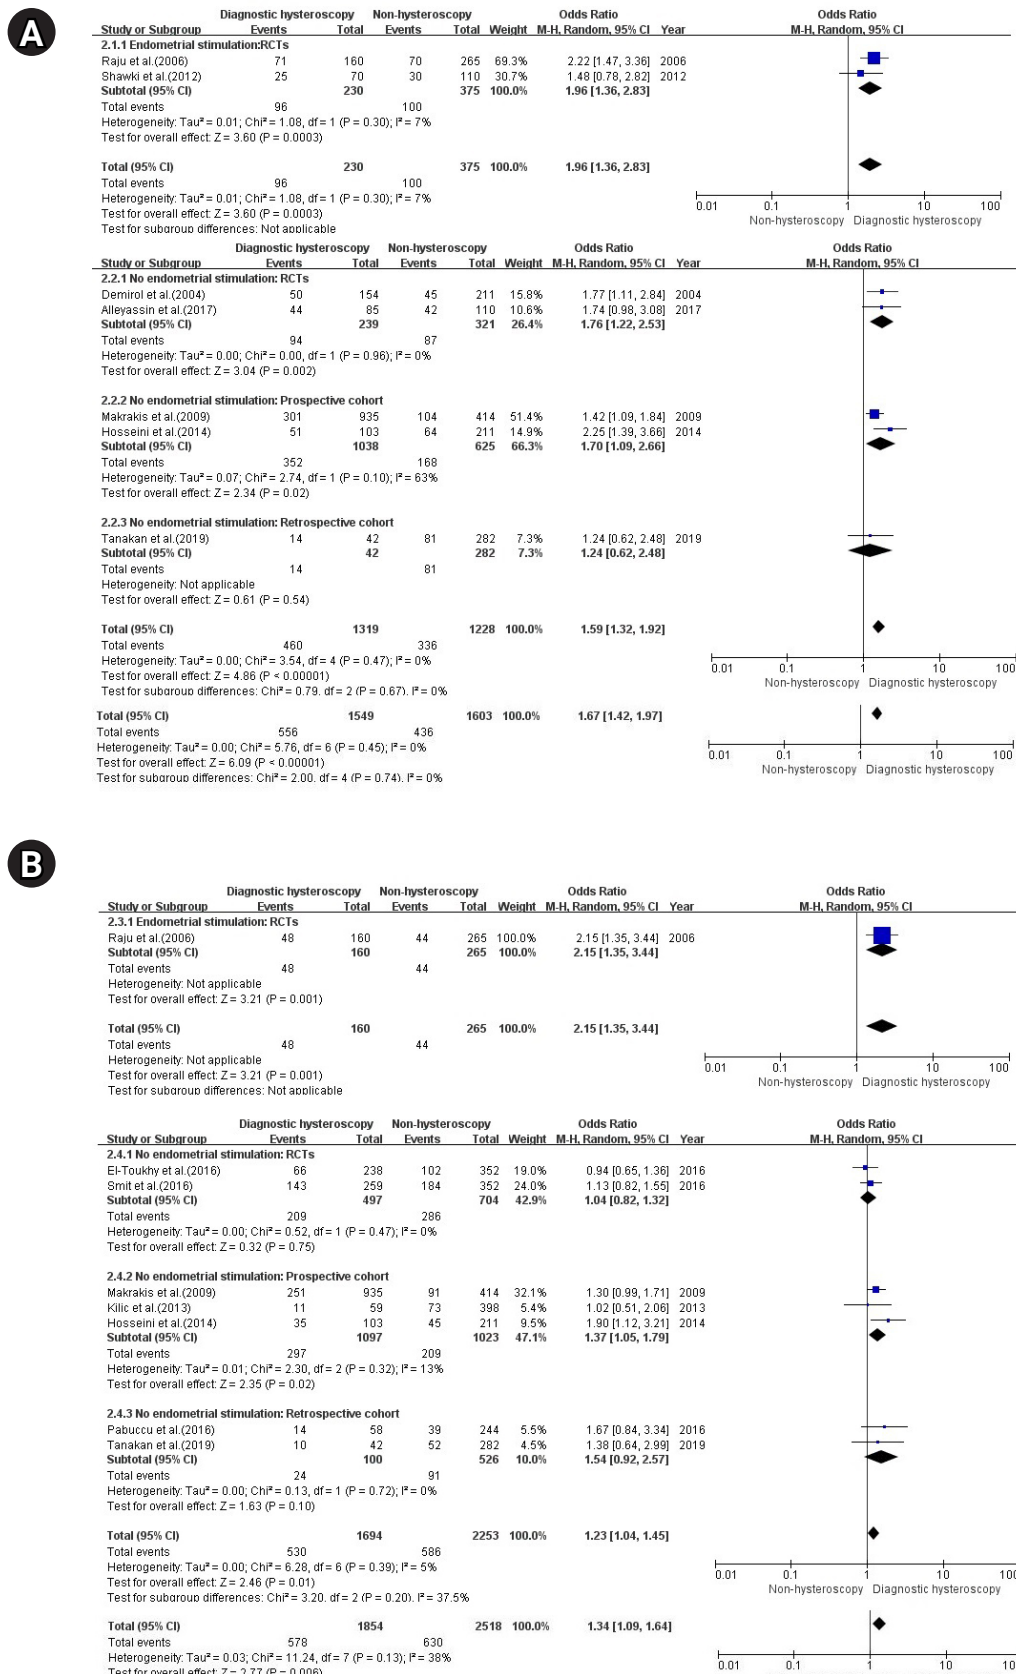 A
Diagnostic hysteroscopy Non-hysteroscopy Odds Ratio Odds Ratio
Study or Subgroup Events Total Events Total Weight M-H, Random, 95% CI Year M-H, Random, 95% CI
2.1.1 Endometrial stimulation:RCTs
Raju et al.(2006) 71 160 70 265 69.3% 2.22 [1.47, 3.36] 2006
Shawki et al.(2012) 25 70 30 110 30.7% 1.48 [0.78, 2.82] 2012
Subtotal (95% CI) 230 375 100.0% 1.96 [1.36, 2.83]
Total events 96 100
Heterogeneity: Tau² = 0.01; Chi² = 1.08, df = 1 (P = 0.30); I² = 7%
Test for overall effect: Z = 3.60 (P = 0.0003)
Total (95% CI) 230 375 100.0% 1.96 [1.36, 2.83]
Total events 96 100
Heterogeneity: Tau² = 0.01; Chi² = 1.08, df = 1 (P = 0.30); I² = 7%
Test for overall effect: Z = 3.60 (P = 0.0003)
Test for subgroup differences: Not applicable
0.01 0.1 1 10 100
Non-hysteroscopy Diagnostic hysteroscopy
Diagnostic hysteroscopy Non-hysteroscopy Odds Ratio Odds Ratio
Study or Subgroup Events Total Events Total Weight M-H, Random, 95% CI Year M-H, Random, 95% CI
2.2.1 No endometrial stimulation: RCTs
Demirol et al.(2004) 50 154 45 211 15.8% 1.77 [1.11, 2.84] 2004
Alleyassin et al.(2017) 44 85 42 110 10.6% 1.74 [0.98, 3.08] 2017
Subtotal (95% CI) 239 321 26.4% 1.76 [1.22, 2.53]
Total events 94 87
Heterogeneity: Tau² = 0.00; Chi² = 0.00, df = 1 (P = 0.96); I² = 0%
Test for overall effect: Z = 3.04 (P = 0.002)
2.2.2 No endometrial stimulation: Prospective cohort
Makrakis et al.(2009) 301 935 104 414 51.4% 1.42 [1.09, 1.84] 2009
Hosseini et al.(2014) 51 103 64 211 14.9% 2.25 [1.39, 3.66] 2014
Subtotal (95% CI) 1038 625 66.3% 1.70 [1.09, 2.66]
Total events 352 168
Heterogeneity: Tau² = 0.07; Chi² = 2.74, df = 1 (P = 0.10); I² = 63%
Test for overall effect: Z = 2.34 (P = 0.02)
2.2.3 No endometrial stimulation: Retrospective cohort
Tanakan et al.(2019) 14 42 81 282 7.3% 1.24 [0.62, 2.48] 2019
Subtotal (95% CI) 42 282 7.3% 1.24 [0.62, 2.48]
Total events 14 81
Heterogeneity: Not applicable
Test for overall effect: Z = 0.61 (P = 0.54)
Total (95% CI) 1319 1228 100.0% 1.59 [1.32, 1.92]
Total events 460 336
Heterogeneity: Tau² = 0.00; Chi² = 3.54, df = 4 (P = 0.47); I² = 0%
Test for overall effect: Z = 4.86 (P < 0.00001)
Test for subgroup differences: Chi² = 0.79, df = 2 (P = 0.67), I² = 0%
0.01 0.1 1 10 100
Non-hysteroscopy Diagnostic hysteroscopy
Total (95% CI) 1549 1603 100.0% 1.67 [1.42, 1.97]
Total events 556 436
Heterogeneity: Tau² = 0.00; Chi² = 5.76, df = 6 (P = 0.45); I² = 0%
Test for overall effect: Z = 6.09 (P < 0.00001)
Test for subgroup differences: Chi² = 2.00, df = 4 (P = 0.74), I² = 0%
0.01 0.1 1 10 100
Non-hysteroscopy Diagnostic hysteroscopy
B
Diagnostic hysteroscopy Non-hysteroscopy Odds Ratio Odds Ratio
Study or Subgroup Events Total Events Total Weight M-H, Random, 95% CI Year M-H, Random, 95% CI
2.3.1 Endometrial stimulation: RCTs
Raju et al.(2006) 48 160 44 265 100.0% 2.15 [1.35, 3.44] 2006
Subtotal (95% CI) 160 265 100.0% 2.15 [1.35, 3.44]
Total events 48 44
Heterogeneity: Not applicable
Test for overall effect: Z = 3.21 (P = 0.001)
Total (95% CI) 160 265 100.0% 2.15 [1.35, 3.44]
Total events 48 44
Heterogeneity: Not applicable
Test for overall effect: Z = 3.21 (P = 0.001)
Test for subgroup differences: Not applicable
0.01 0.1 1 10 100
Non-hysteroscopy Diagnostic hysteroscopy
Diagnostic hysteroscopy Non-hysteroscopy Odds Ratio Odds Ratio
Study or Subgroup Events Total Events Total Weight M-H, Random, 95% CI Year M-H, Random, 95% CI
2.4.1 No endometrial stimulation: RCTs
El-Toukhy et al.(2016) 66 238 102 352 19.0% 0.94 [0.65, 1.36] 2016
Smit et al.(2016) 143 259 184 352 24.0% 1.13 [0.82, 1.55] 2016
Subtotal (95% CI) 497 704 42.9% 1.04 [0.82, 1.32]
Total events 209 286
Heterogeneity: Tau² = 0.00; Chi² = 0.52, df = 1 (P = 0.47); I² = 0%
Test for overall effect: Z = 0.32 (P = 0.75)
2.4.2 No endometrial stimulation: Prospective cohort
Makrakis et al.(2009) 251 935 91 414 32.1% 1.30 [0.99, 1.71] 2009
Kilic et al.(2013) 11 59 73 398 5.4% 1.02 [0.51, 2.06] 2013
Hosseini et al.(2014) 35 103 45 211 9.5% 1.90 [1.12, 3.21] 2014
Subtotal (95% CI) 1097 1023 47.1% 1.37 [1.05, 1.79]
Total events 297 209
Heterogeneity: Tau² = 0.01; Chi² = 2.30, df = 2 (P = 0.32); I² = 13%
Test for overall effect: Z = 2.35 (P = 0.02)
2.4.3 No endometrial stimulation: Retrospective cohort
Pabuccu et al.(2016) 14 58 39 244 5.5% 1.67 [0.84, 3.34] 2016
Tanakan et al.(2019) 10 42 52 282 4.5% 1.38 [0.64, 2.99] 2019
Subtotal (95% CI) 100 526 10.0% 1.54 [0.92, 2.57]
Total events 24 91
Heterogeneity: Tau² = 0.00; Chi² = 0.13, df = 1 (P = 0.72); I² = 0%
Test for overall effect: Z = 1.63 (P = 0.10)
Total (95% CI) 1694 2253 100.0% 1.23 [1.04, 1.45]
Total events 530 586
Heterogeneity: Tau² = 0.00; Chi² = 6.28, df = 6 (P = 0.39); I² = 5%
Test for overall effect: Z = 2.46 (P = 0.01)
Test for subgroup differences: Chi² = 3.20, df = 2 (P = 0.20), I² = 37.5%
0.01 0.1 1 10 100
Non-hysteroscopy Diagnostic hysteroscopy
Total (95% CI) 1854 2518 100.0% 1.34 [1.09, 1.64]
Total events 578 630
Heterogeneity: Tau² = 0.03; Chi² = 11.24, df = 7 (P = 0.13); I² = 38%
Test for overall effect: Z = 2.77 (P = 0.006)
0.01 0.1 1 10